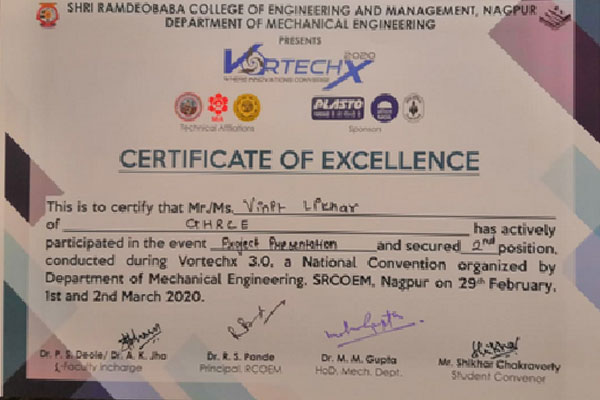 SHRI RAMDEOBABA COLLEGE OF ENGINEERING AND MANAGEMENT, NAGPUR
DEPARTMENT OF MECHANICAL ENGINEERING
PRESENTS
VORTECHX 2020
WHERE INNOVATIONS CONVERGE
PLASTO
Technical Affiliations
Sponsors
CERTIFICATE OF EXCELLENCE
This is to certify that Mr./Ms.
of GHRCE has actively
participated in the event Project Presentation and secured 2nd position,
conducted during Vortechx 3.0, a National Convention organized by
Department of Mechanical Engineering, SRCOEM, Nagpur on 29th February,
1st and 2nd March 2020.
Dr. P. S. Deole/ Dr. A. K. Jha
Faculty Incharge
Dr. R. S. Pande
Principal, RCOEM
Dr. M. M. Gupta
HoD, Mech. Dept.
Mr. Shikhar Chakravorty
Student Convenor